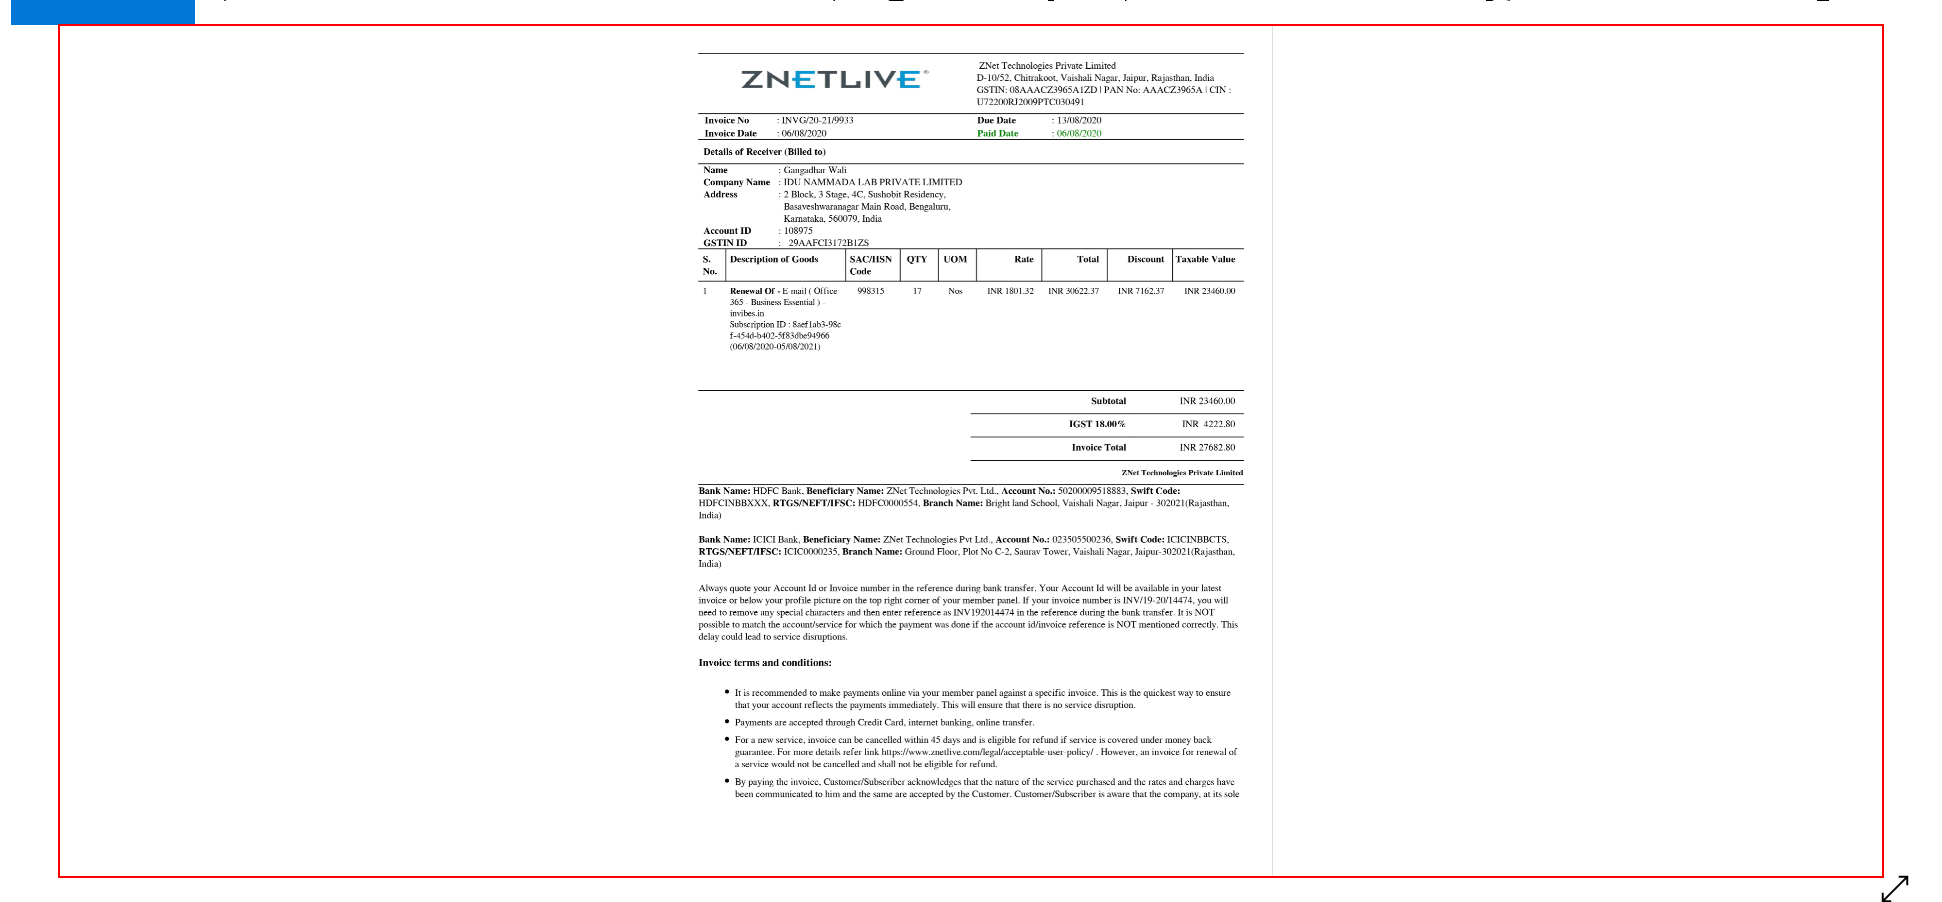 ZNETLIVE®
ZNet Technologies Private Limited
D-10/52, Chitrakoot, Vaishali Nagar, Jaipur, Rajasthan, India
GSTIN: 08AAACZ3965A1ZD | PAN No: AAACZ3965A | CIN :
U72200RJ2009PTC030491
Invoice No : INVG/20-21/9933 Due Date : 13/08/2020
Invoice Date : 06/08/2020 Paid Date : 06/08/2020
Details of Receiver (Billed to)
Name : Gangadhar Wali
Company Name : IDU NAMMADA LAB PRIVATE LIMITED
Address : 2 Block, 3 Stage, 4C, Sushobit Residency,
Basaveshwaranagar Main Road, Bengaluru,
Karnataka, 560079, India
Account ID : 108975
GSTIN ID : 29AAFCI3172B1ZS
S. Description of Goods SAC/HSN QTY UOM Rate Total Discount Taxable Value
No. Code
1 Renewal Of - E-mail ( Office 998315 17 Nos INR 1801.32 INR 30622.37 INR 7162.37 INR 23460.00
365 - Business Essential ) -
invibes.in
Subscription ID : 8aef1ab3-98c
f-454d-b402-5f83dbe94966
(06/08/2020-05/08/2021)
Subtotal INR 23460.00
IGST 18.00% INR 4222.80
Invoice Total INR 27682.80
ZNet Technologies Private Limited
Bank Name: HDFC Bank, Beneficiary Name: ZNet Technologies Pvt. Ltd., Account No.: 50200009518883, Swift Code:
HDFCINBBXXX, RTGS/NEFT/IFSC: HDFC0000554, Branch Name: Bright land School, Vaishali Nagar, Jaipur - 302021(Rajasthan,
India)
Bank Name: ICICI Bank, Beneficiary Name: ZNet Technologies Pvt Ltd., Account No.: 023505500236, Swift Code: ICICINBBCTS,
RTGS/NEFT/IFSC: ICIC0000235, Branch Name: Ground Floor, Plot No C-2, Saurav Tower, Vaishali Nagar, Jaipur-302021(Rajasthan,
India)
Always quote your Account Id or Invoice number in the reference during bank transfer. Your Account Id will be available in your latest
invoice or below your profile picture on the top right corner of your member panel. If your invoice number is INV/19-20/14474, you will
need to remove any special characters and then enter reference as INV192014474 in the reference during the bank transfer. It is NOT
possible to match the account/service for which the payment was done if the account id/invoice reference is NOT mentioned correctly. This
delay could lead to service disruptions.
Invoice terms and conditions:
• It is recommended to make payments online via your member panel against a specific invoice. This is the quickest way to ensure
that your account reflects the payments immediately. This will ensure that there is no service disruption.
• Payments are accepted through Credit Card, internet banking, online transfer.
• For a new service, invoice can be cancelled within 45 days and is eligible for refund if service is covered under money back
guarantee. For more details refer link https://www.znetlive.com/legal/acceptable-user-policy/ . However, an invoice for renewal of
a service would not be cancelled and shall not be eligible for refund.
• By paying the invoice, Customer/Subscriber acknowledges that the nature of the service purchased and the rates and charges have
been communicated to him and the same are accepted by the Customer. Customer/Subscriber is aware that the company, at its sole